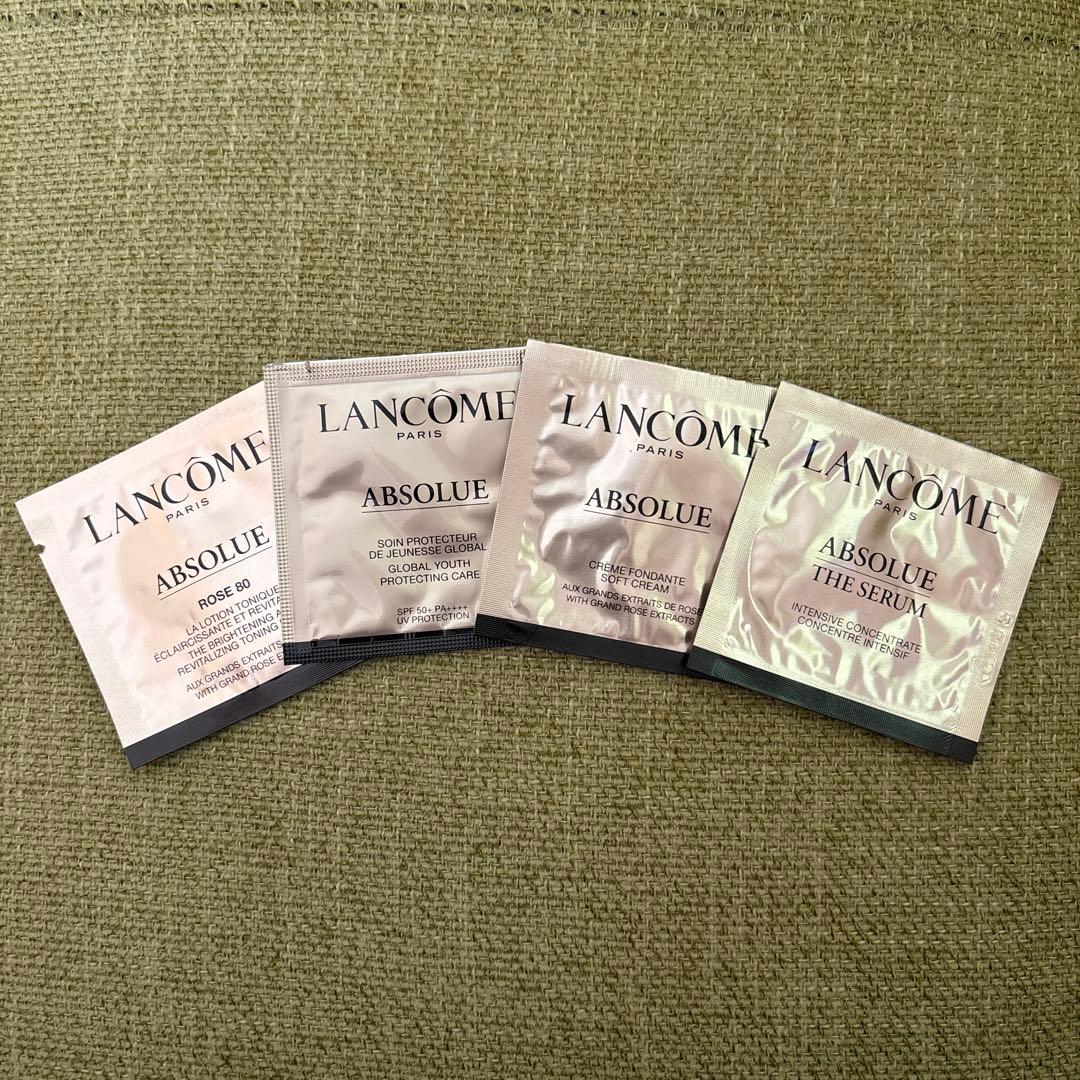 LANCÔME
PARIS
ABSOLUE
ROSE 80
LA LOTION TONIQUE
ÉCLAIRCISSANTE ET REVITA
THE BRIGHTENING A
REVITALIZING TONING
AUX GRANDS EXTRAITS
WITH GRAND ROSE E
LANCÔME
PARIS
ABSOLUE
SOIN PROTECTEUR
DE JEUNESSE GLOBAL
GLOBAL YOUTH
PROTECTING CARE
SPF 50+ PA++++
UV PROTECTION
LANCÔME
PARIS
ABSOLUE
CRÈME FONDANTE
SOFT CREAM
AUX GRANDS EXTRAITS DE ROSE
WITH GRAND ROSE EXTRACTS
LANCÔME
PARIS
ABSOLUE
THE SERUM
INTENSIVE CONCENTRATE
CONCENTRÉ INTENSIF